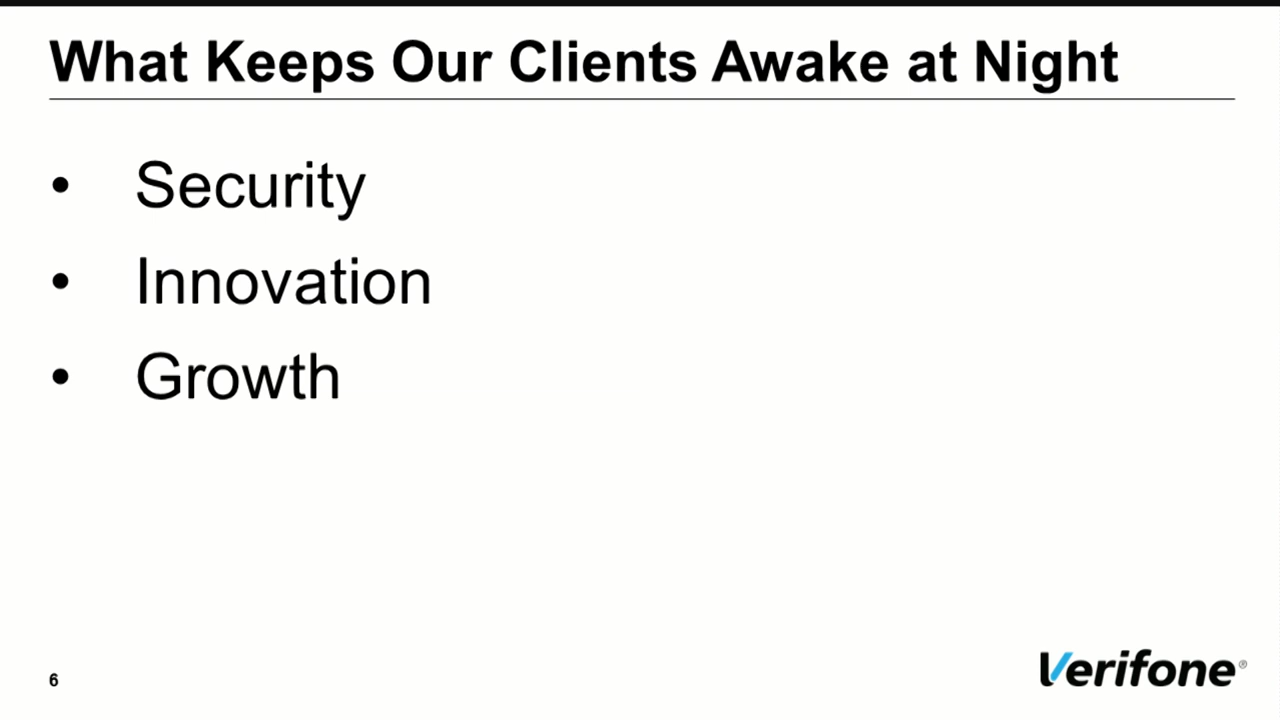 What Keeps Our Clients Awake at Night
• Security
• Innovation
• Growth
6
Verifone®